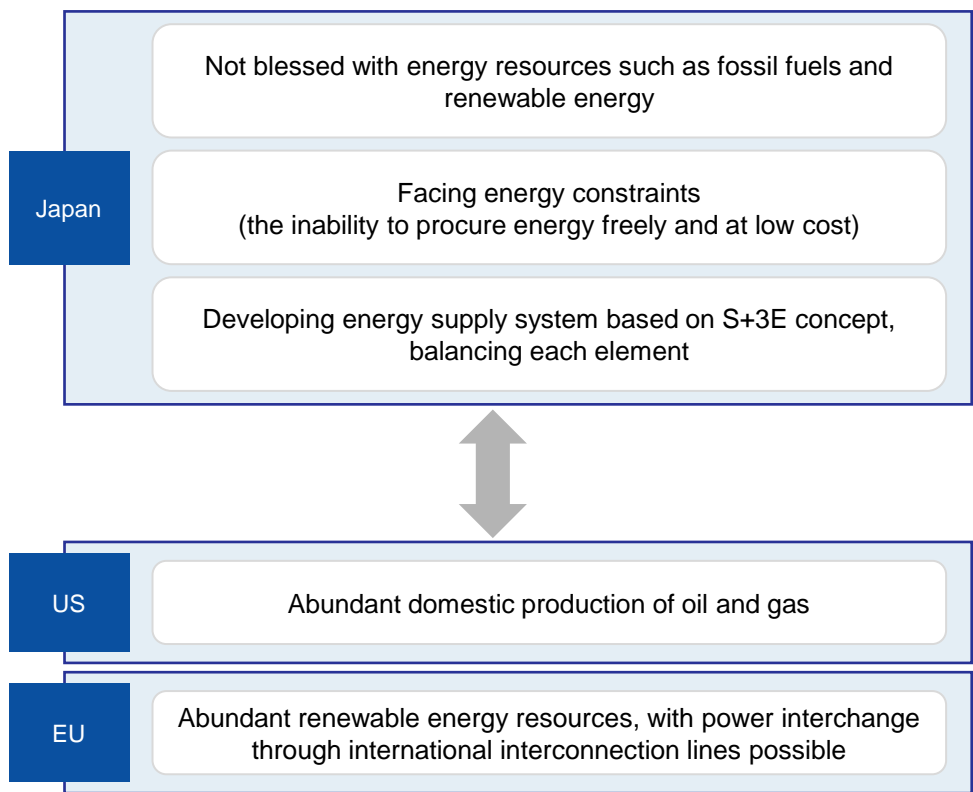 Not blessed with energy resources such as fossil fuels and
renewable energy
Japan
Facing energy constraints
(the inability to procure energy freely and at low cost)
Developing energy supply system based on S+3E concept,
balancing each element
US
Abundant domestic production of oil and gas
EU
Abundant renewable energy resources, with power interchange
through international interconnection lines possible